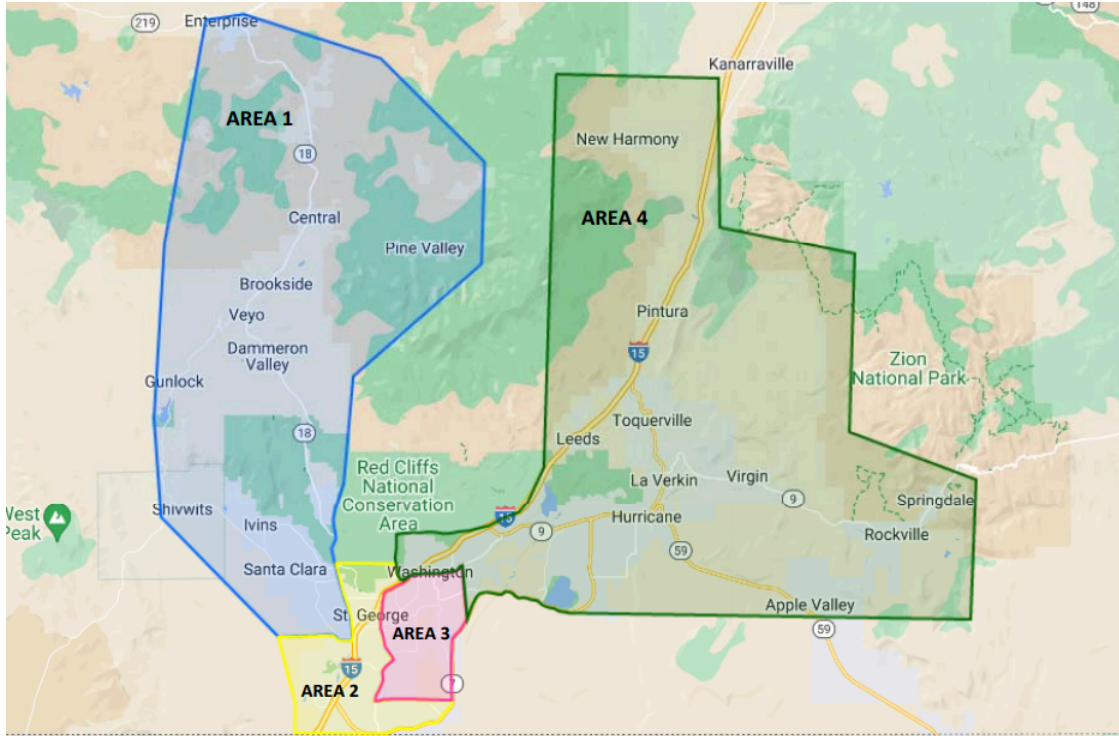 219
Enterprise
148
Kanarraville
AREA 1
New Harmony
18
AREA 4
Central
Pine Valley
Brookside
Veyo
Pintura
Dammeron
Valley
15
Zion
National Park
Gunlock
Toquerville
18
Leeds
Red Cliffs
National
Conservation
Area
La Verkin
Virgin
9
Springdale
West
Peak
Shivwits
Ivins
15
9
Hurricane
Rockville
59
Santa Clara
Washington
Apple Valley
St. George
59
AREA 3
15
AREA 2
7